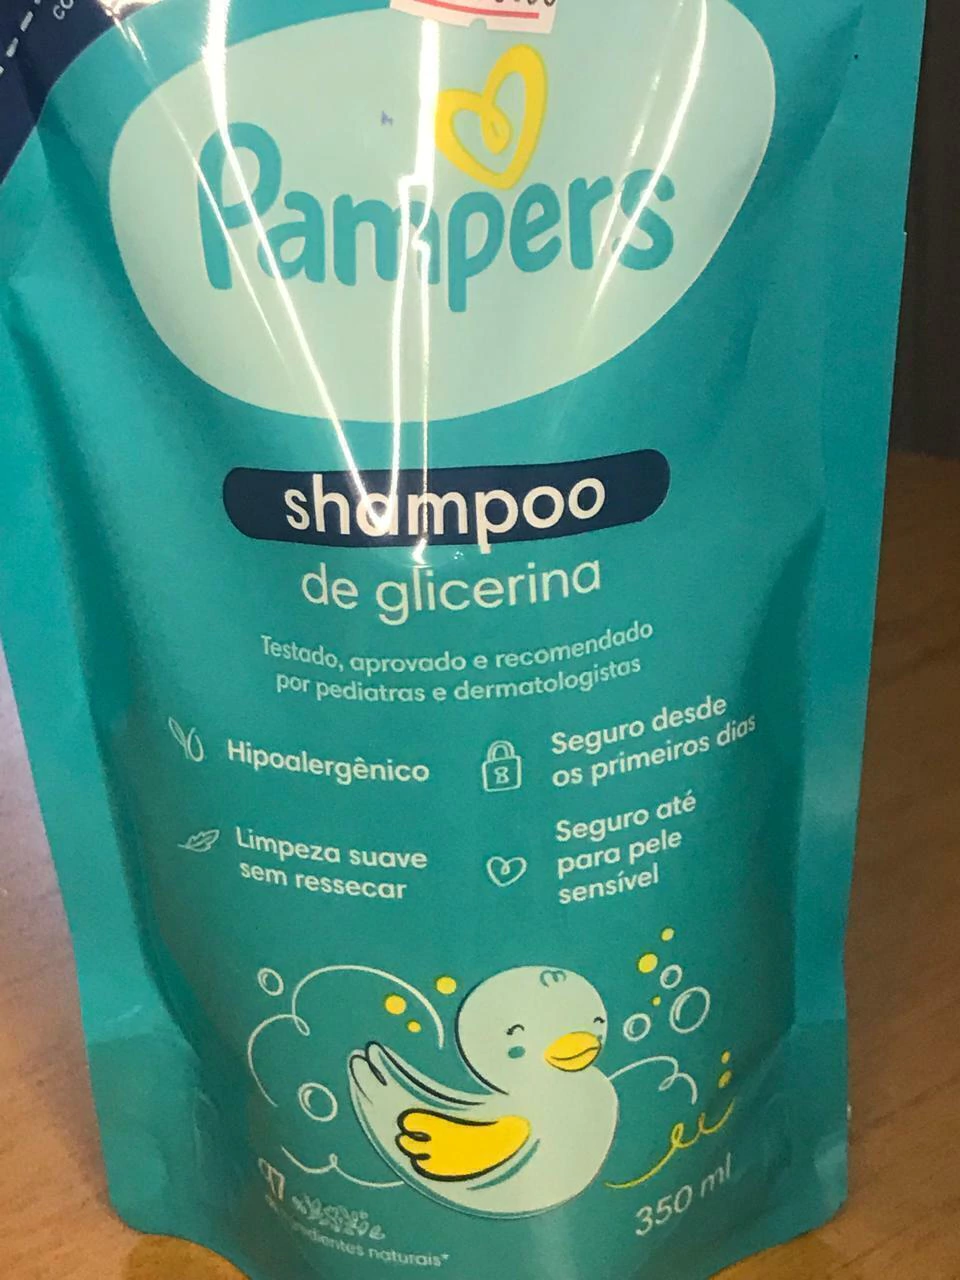 Pampers
shampoo
de glicerina
Testado, aprovado e recomendado
por pediatras e dermatologistas
Hipoalergênico
Seguro desde
os primeiros dias
Limpeza suave
sem ressecar
Seguro até
para pele
sensível
350 ml
naturais*